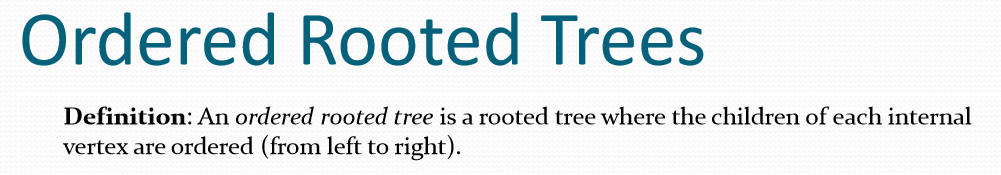 Ordered Rooted Trees
Definition: An ordered rooted tree is a rooted tree where the children of each internal
vertex are ordered (from left to right).